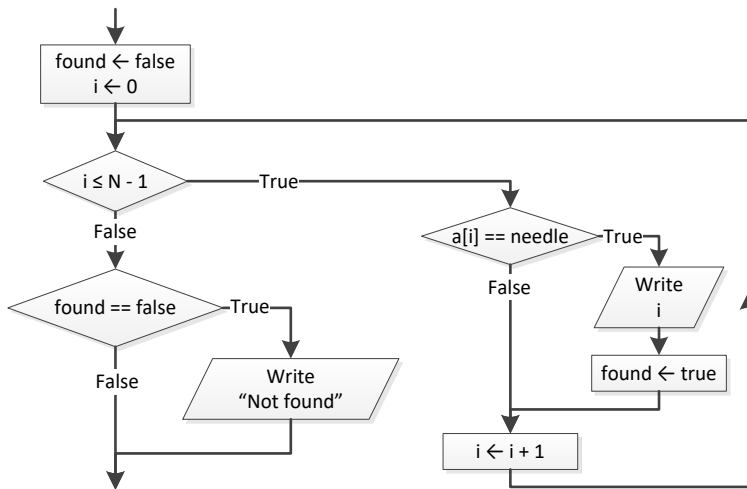 found ← false
i ← 0
i ≤ N - 1
True
False
a[i] == needle
True
False
Write
i
found ← true
i ← i + 1
found == false
True
False
Write
“Not found”